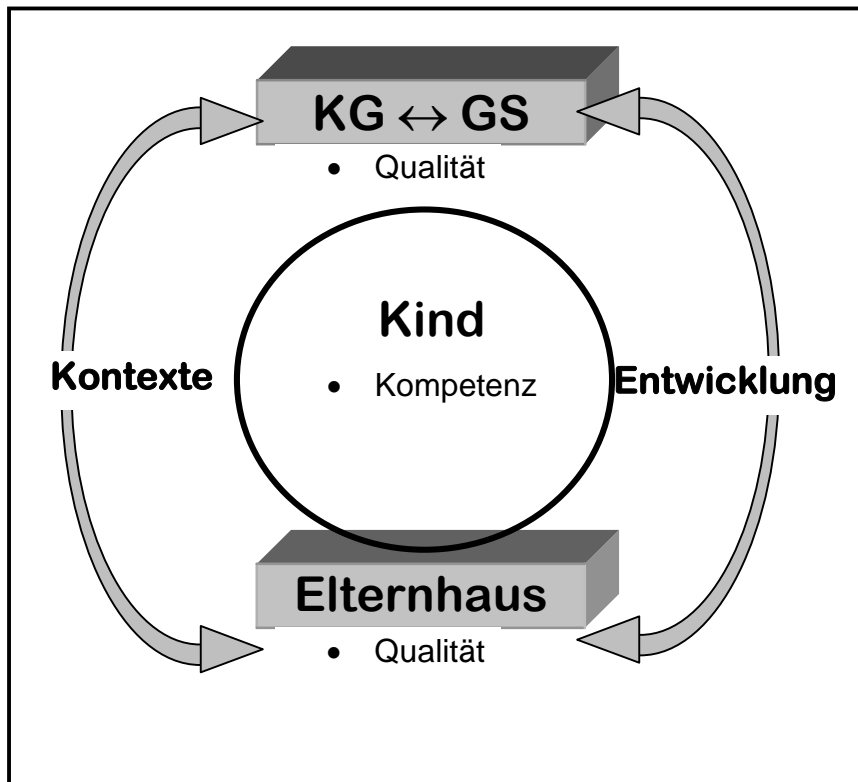 KG ↔ GS
• Qualität
Kind
• Kompetenz
Kontexte
Entwicklung
Elternhaus
• Qualität